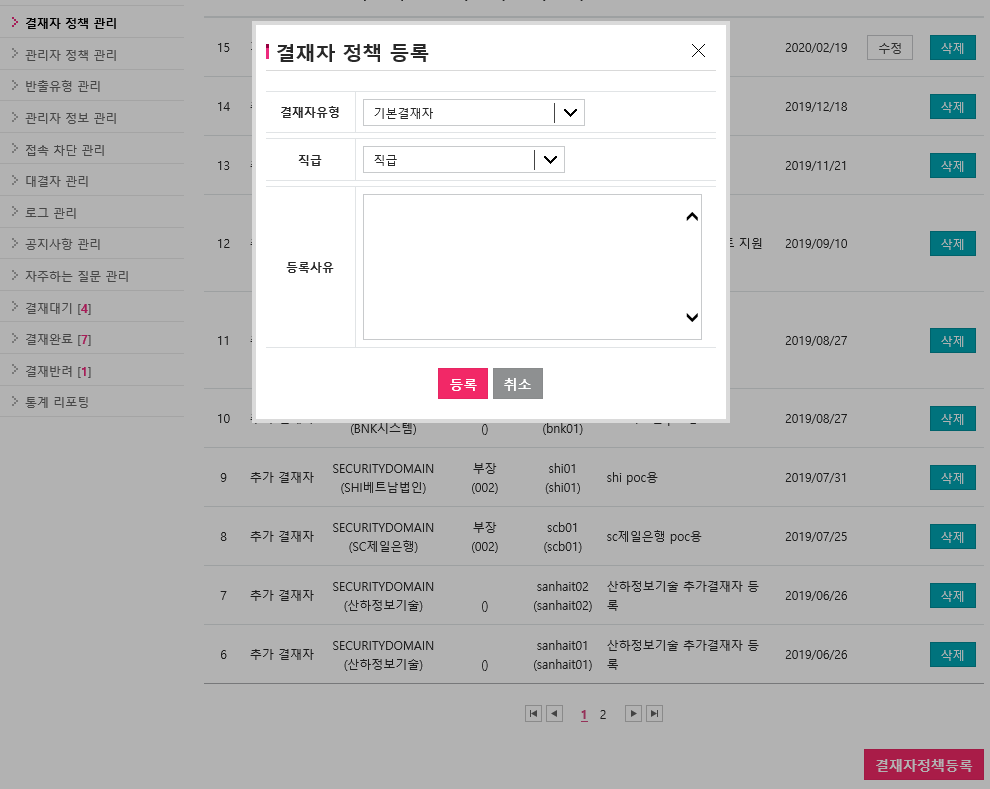 결재자 정책 관리
관리자 정책 관리
반출유형 관리
관리자 정보 관리
접속 차단 관리
대결자 관리
로그 관리
공지사항 관리
자주하는 질문 관리
결재대기 [4]
결재완료 [7]
결재반려 [1]
통계 리포팅
결재자 정책 등록
결재자유형
기본결재자
직급
직급
등록사유
등록 취소
15 2020/02/19 수정 삭제
14 2019/12/18 삭제
13 2019/11/21 삭제
12 지원 2019/09/10 삭제
11 2019/08/27 삭제
10 2019/08/27 삭제
(BNK시스템) () (bnk01)
SECURITYDOMAIN 부장 shi01
9 추가 결재자 shi poc용 2019/07/31 삭제
(SHI베트남법인) (002) (shi01)
SECURITYDOMAIN 부장 scb01
8 추가 결재자 sc제일은행 poc용 2019/07/25 삭제
(SC제일은행) (002) (scb01)
SECURITYDOMAIN sanhait02 산하정보기술 추가결재자 등
7 추가 결재자 2019/06/26 삭제
(산하정보기술) () (sanhait02) 록
SECURITYDOMAIN sanhait01 산하정보기술 추가결재자 등
6 추가 결재자 2019/06/26 삭제
(산하정보기술) () (sanhait01) 록
1 2
결재자정책등록